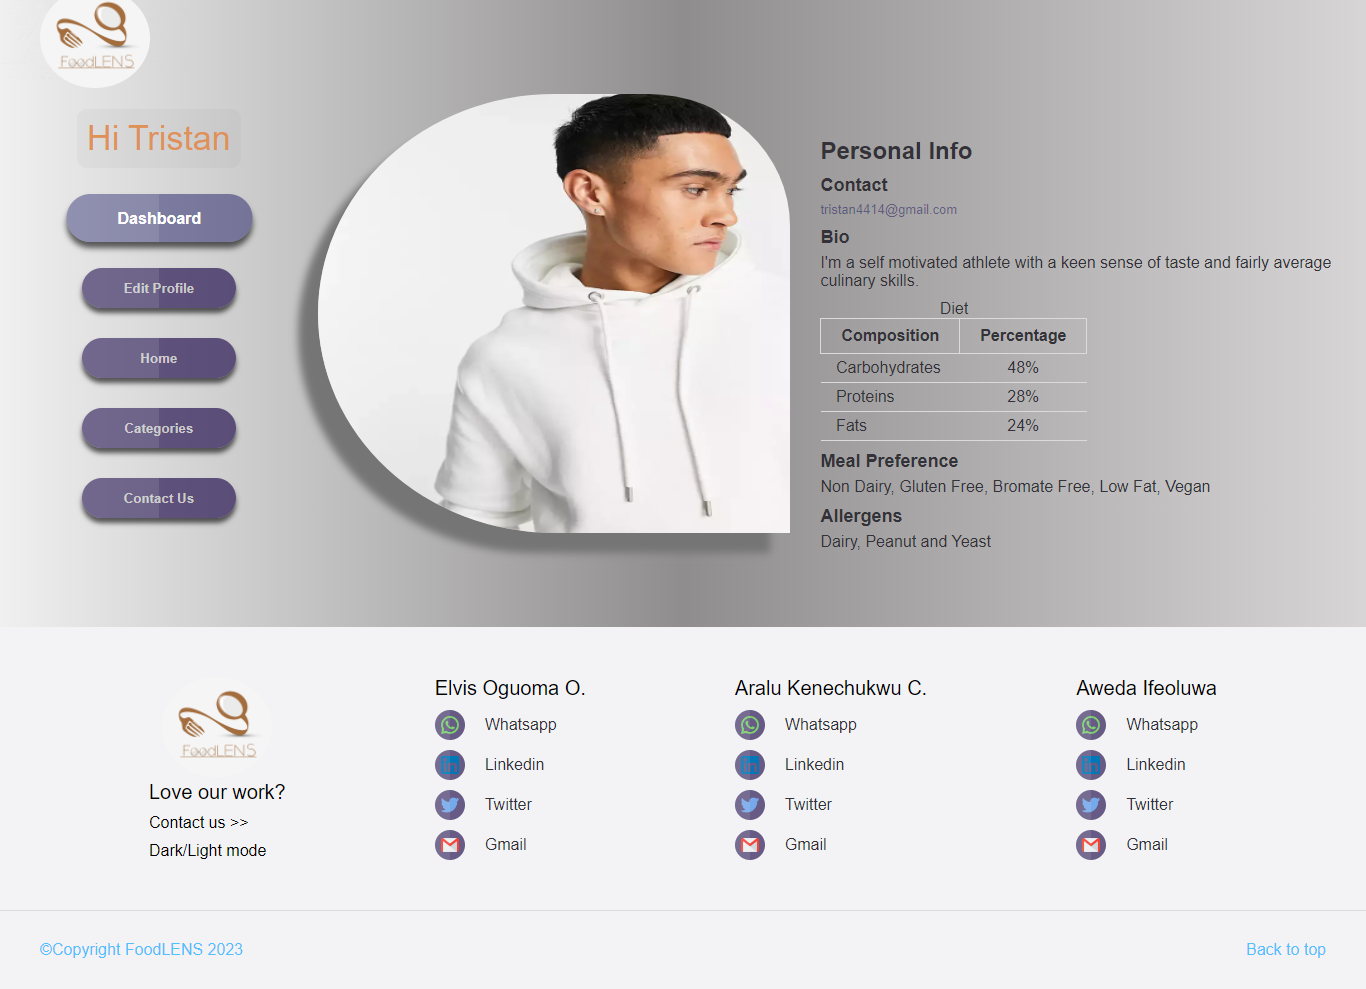 FoodLENS
Hi Tristan
Dashboard
Edit Profile
Home
Categories
Contact Us
Personal Info
Contact
tristan4414@gmail.com
Bio
I'm a self motivated athlete with a keen sense of taste and fairly average
culinary skills.
Diet
Composition Percentage
Carbohydrates 48%
Proteins 28%
Fats 24%
Meal Preference
Non Dairy, Gluten Free, Bromate Free, Low Fat, Vegan
Allergens
Dairy, Peanut and Yeast
FoodLENS
Love our work?
Contact us >>
Dark/Light mode
Elvis Oguoma O.
Whatsapp
Linkedin
Twitter
Gmail
Aralu Kenechukwu C.
Whatsapp
Linkedin
Twitter
Gmail
Aweda Ifeoluwa
Whatsapp
Linkedin
Twitter
Gmail
©Copyright FoodLENS 2023
Back to top